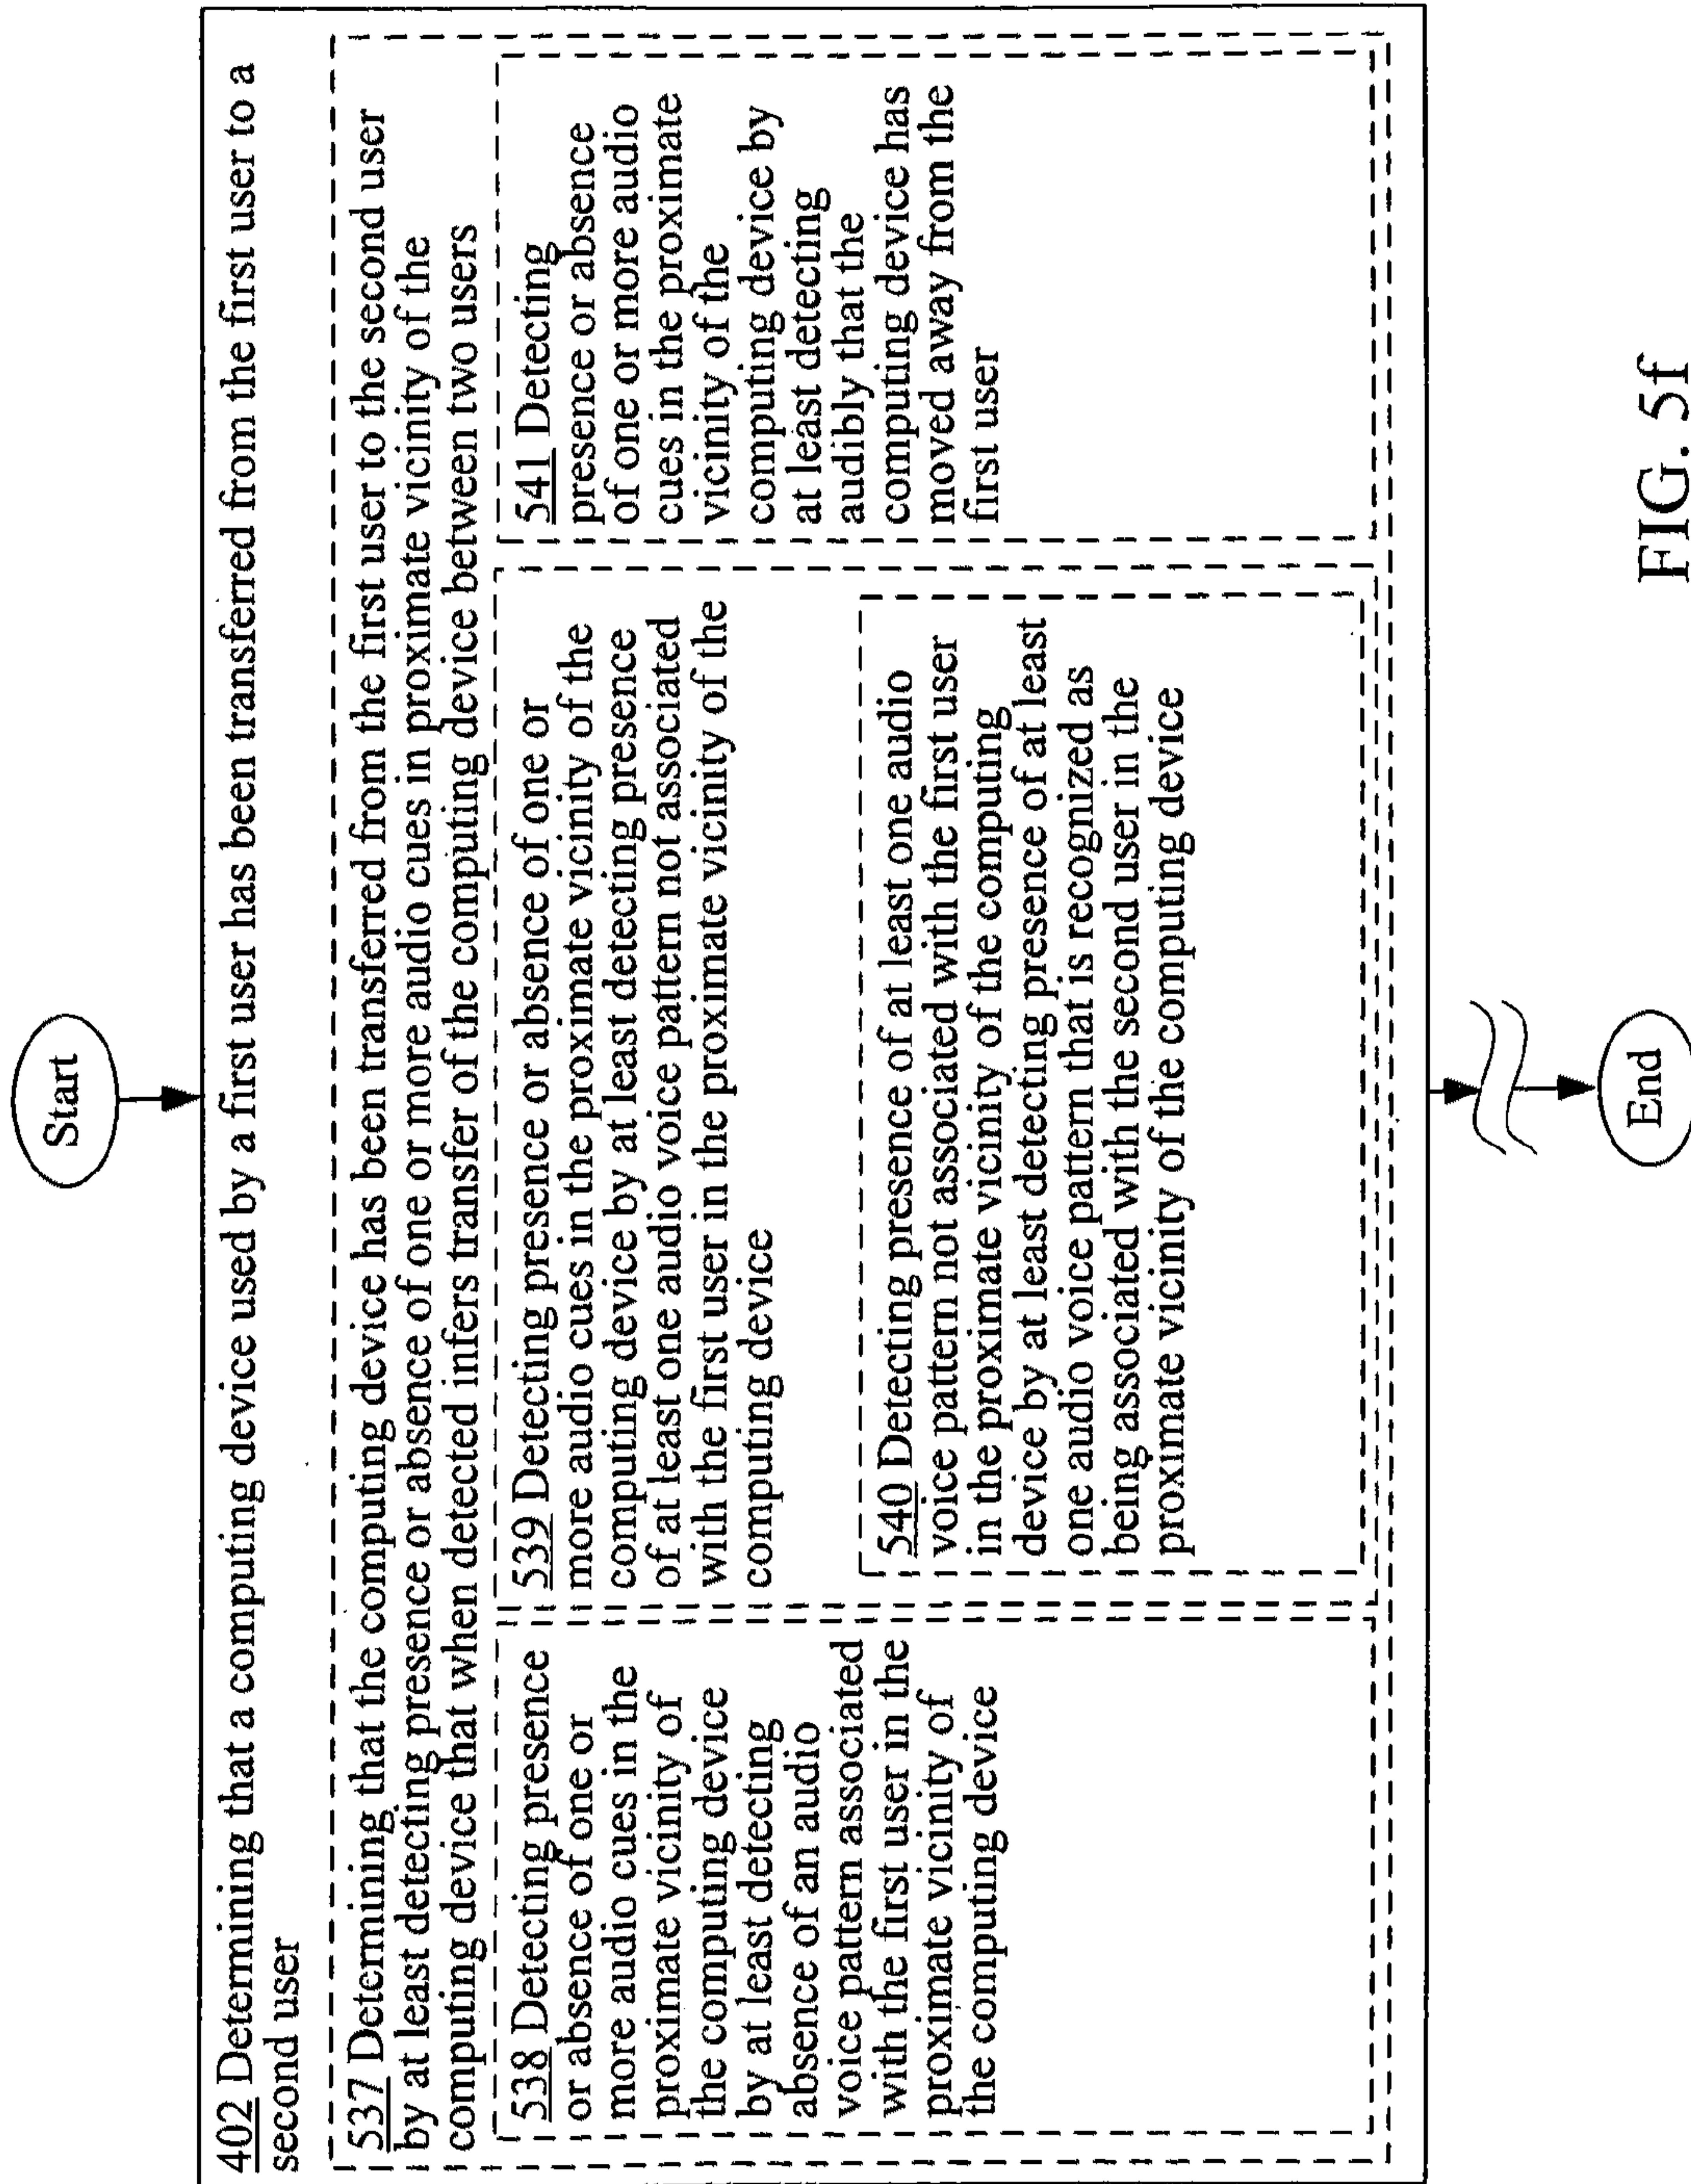 Start
402 Determining that a computing device used by a first user has been transferred from the first user to a
second user
537 Determining that the computing device has been transferred from the first user to the second user
by at least detecting presence or absence of one or more audio cues in proximate vicinity of the
computing device that when detected infers transfer of the computing device between two users
538 Detecting presence
or absence of one or
more audio cues in the
proximate vicinity of
the computing device
by at least detecting
absence of an audio
voice pattern associated
with the first user in the
proximate vicinity of
the computing device
539 Detecting presence or absence of one or
more audio cues in the proximate vicinity of the
computing device by at least detecting presence
of at least one audio voice pattern not associated
with the first user in the proximate vicinity of the
computing device
540 Detecting presence of at least one audio
voice pattern not associated with the first user
in the proximate vicinity of the computing
device by at least detecting presence of at least
one audio voice pattern that is recognized as
being associated with the second user in the
proximate vicinity of the computing device
541 Detecting
presence or absence
of one or more audio
cues in the proximate
vicinity of the
computing device by
at least detecting
audibly that the
computing device has
moved away from the
first user
End
FIG. 5f